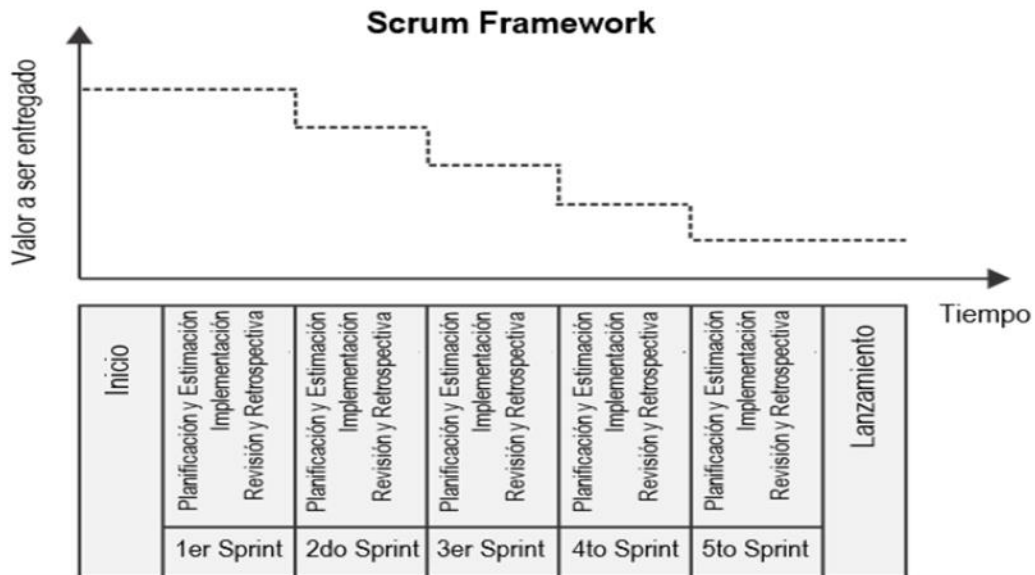 Scrum Framework
Valor a ser entregado
Tiempo
Inicio
Planificación y Estimación
Implementación
Revisión y Retrospectiva
1er Sprint
Planificación y Estimación
Implementación
Revisión y Retrospectiva
2do Sprint
Planificación y Estimación
Implementación
Revisión y Retrospectiva
3er Sprint
Planificación y Estimación
Implementación
Revisión y Retrospectiva
4to Sprint
Planificación y Estimación
Implementación
Revisión y Retrospectiva
5to Sprint
Lanzamiento